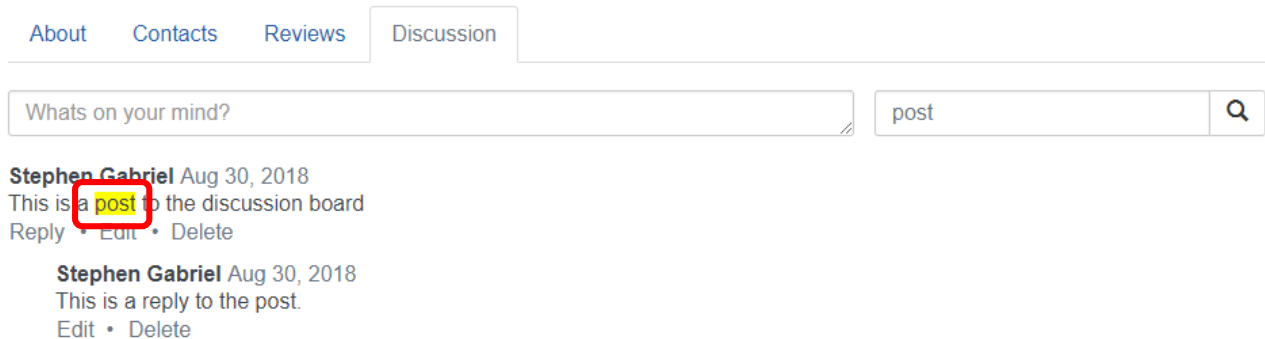 About Contacts Reviews Discussion
Whats on your mind? post
Stephen Gabriel Aug 30, 2018
This is a post to the discussion board
Reply • Edit • Delete
Stephen Gabriel Aug 30, 2018
This is a reply to the post.
Edit • Delete